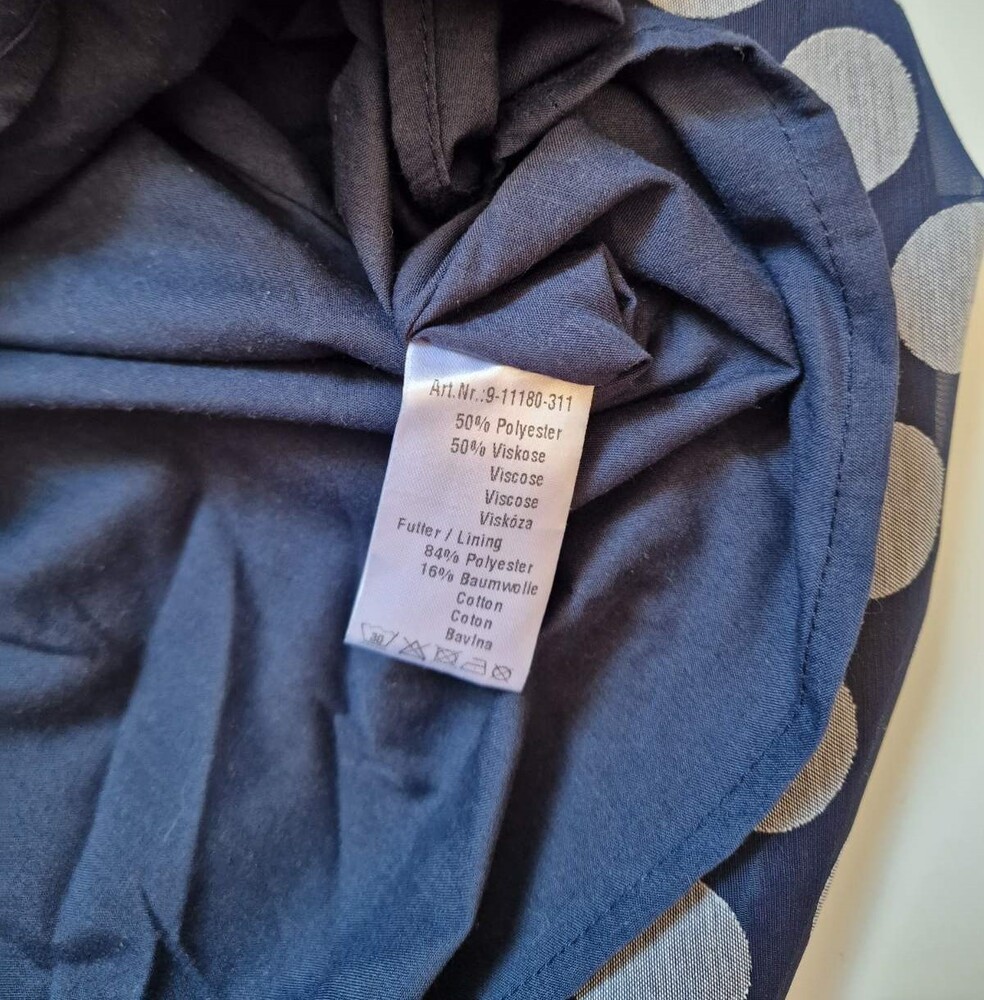 Art.Nr.:9-11180-311
50% Polyester
50% Viskose
Viscose
Viscose
Viskóza
Futter / Lining
84% Polyester
16% Baumwolle
Cotton
Coton
Bavlna
30